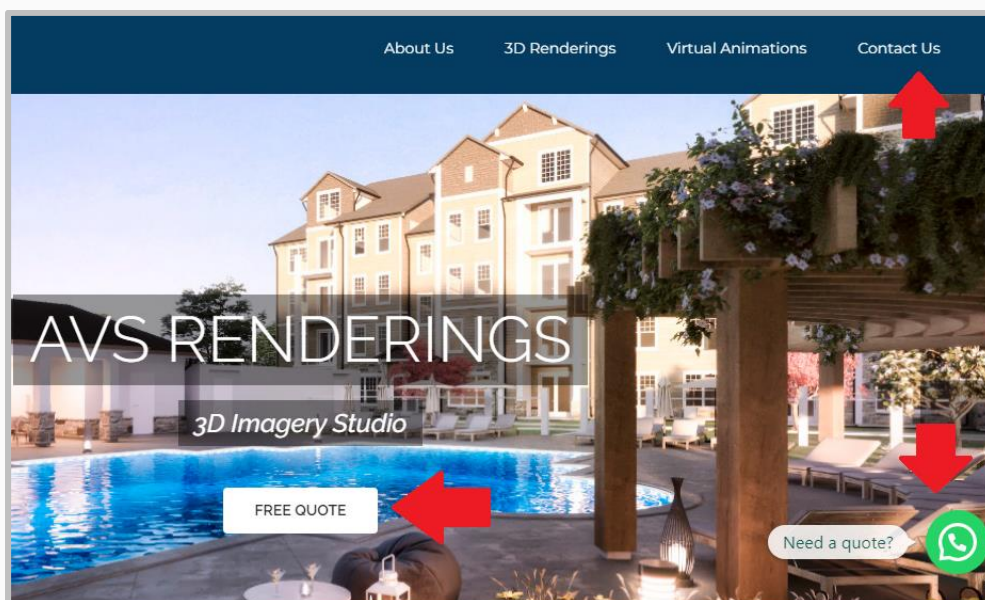 About Us 3D Renderings Virtual Animations Contact Us
AVS RENDERINGS
3D Imagery Studio
FREE QUOTE
Need a quote?